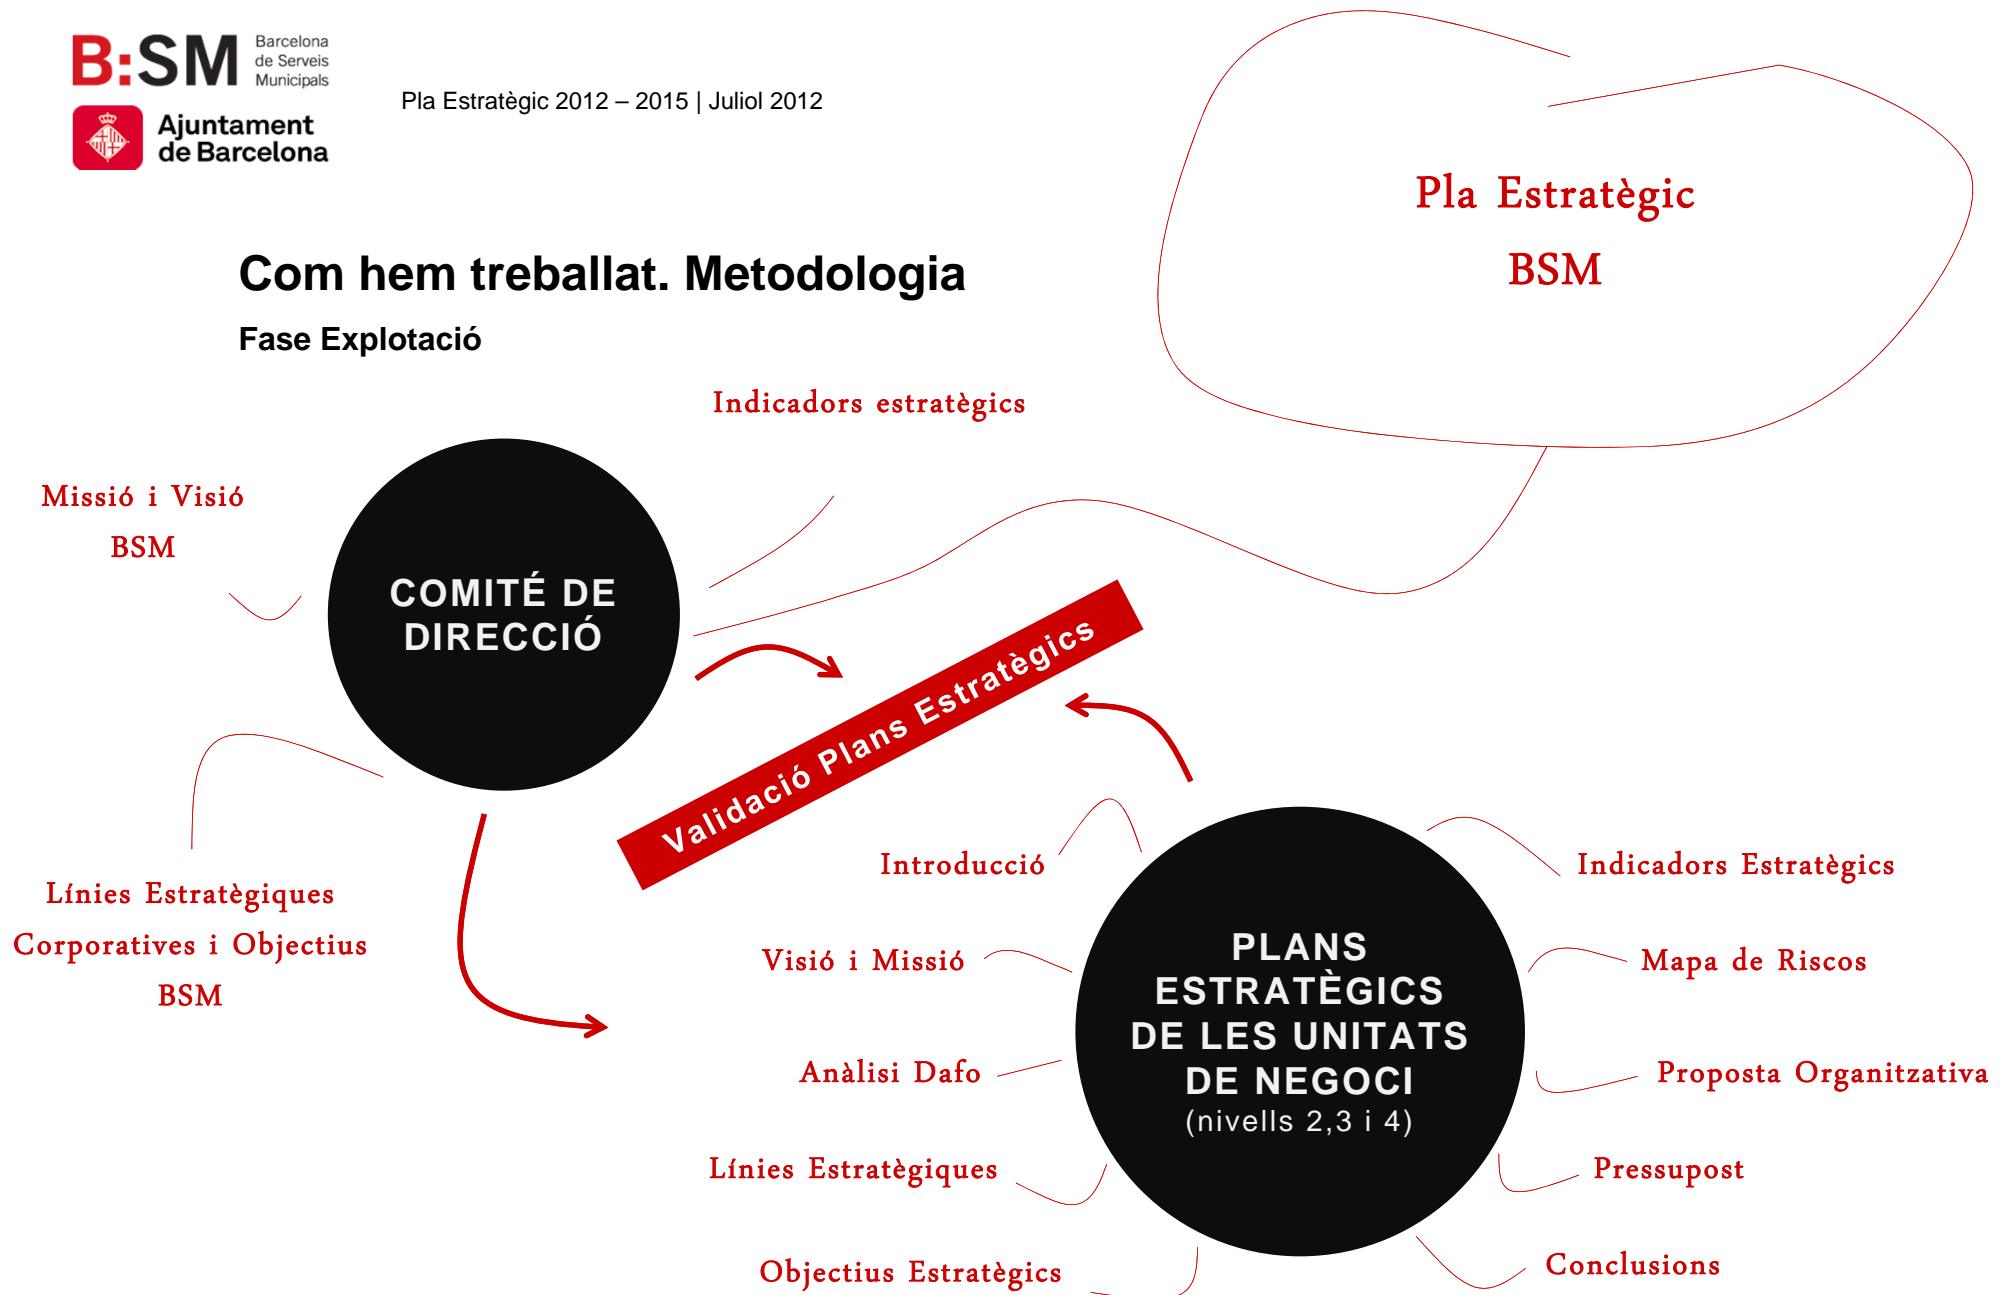 B:SM
Barcelona
de Serveis
Municipals
Ajuntament
de Barcelona
Pla Estratègic 2012 – 2015 | Juliol 2012
Pla Estratègic
BSM
Com hem treballat. Metodologia
Fase Explotació
Indicadors estratègics
Missió i Visió
BSM
COMITÉ DE
DIRECCIÓ
Validació Plans Estratègics
Línies Estratègiques
Corporatives i Objectius
BSM
Introducció
Visió i Missió
Anàlisi Dafo
Línies Estratègiques
Objectius Estratègics
PLANS
ESTRATÈGICS
DE LES UNITATS
DE NEGOCI
(nivells 2,3 i 4)
Indicadors Estratègics
Mapa de Riscos
Proposta Organitzativa
Pressupost
Conclusions